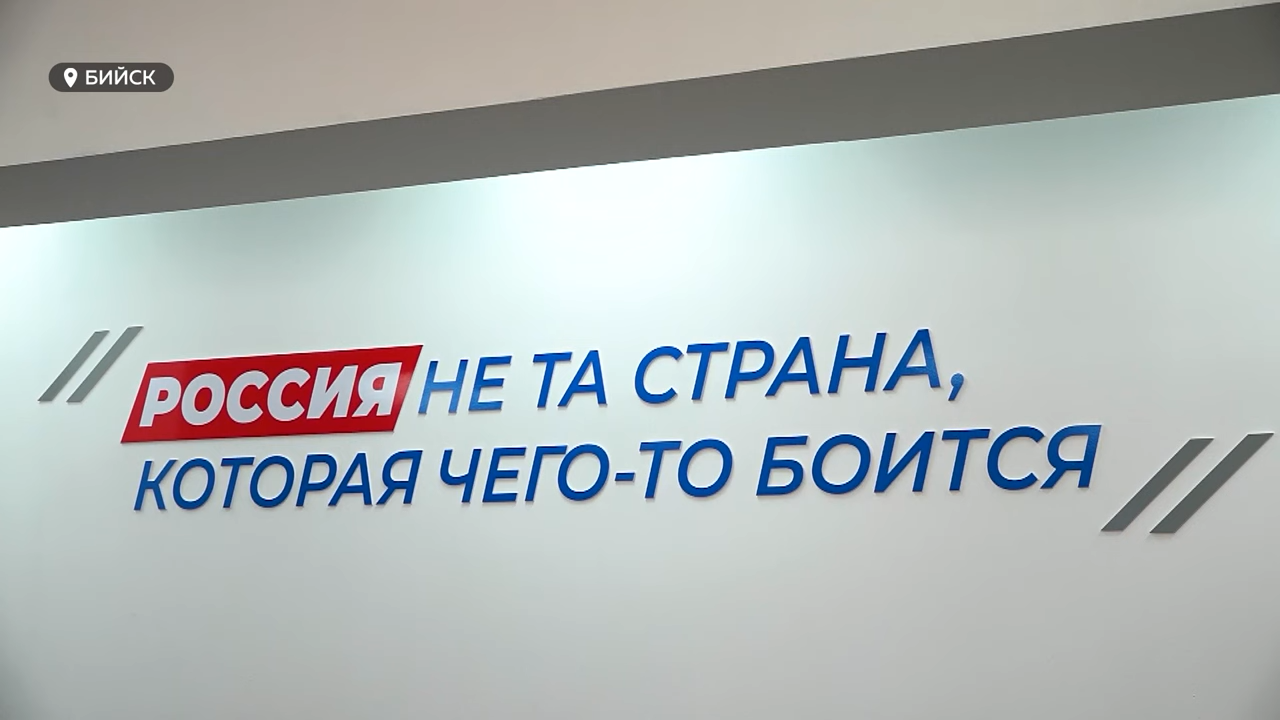 БИЙСК
РОССИЯ НЕ ТА СТРАНА,
КОТОРАЯ ЧЕГО-ТО БОИТСЯ